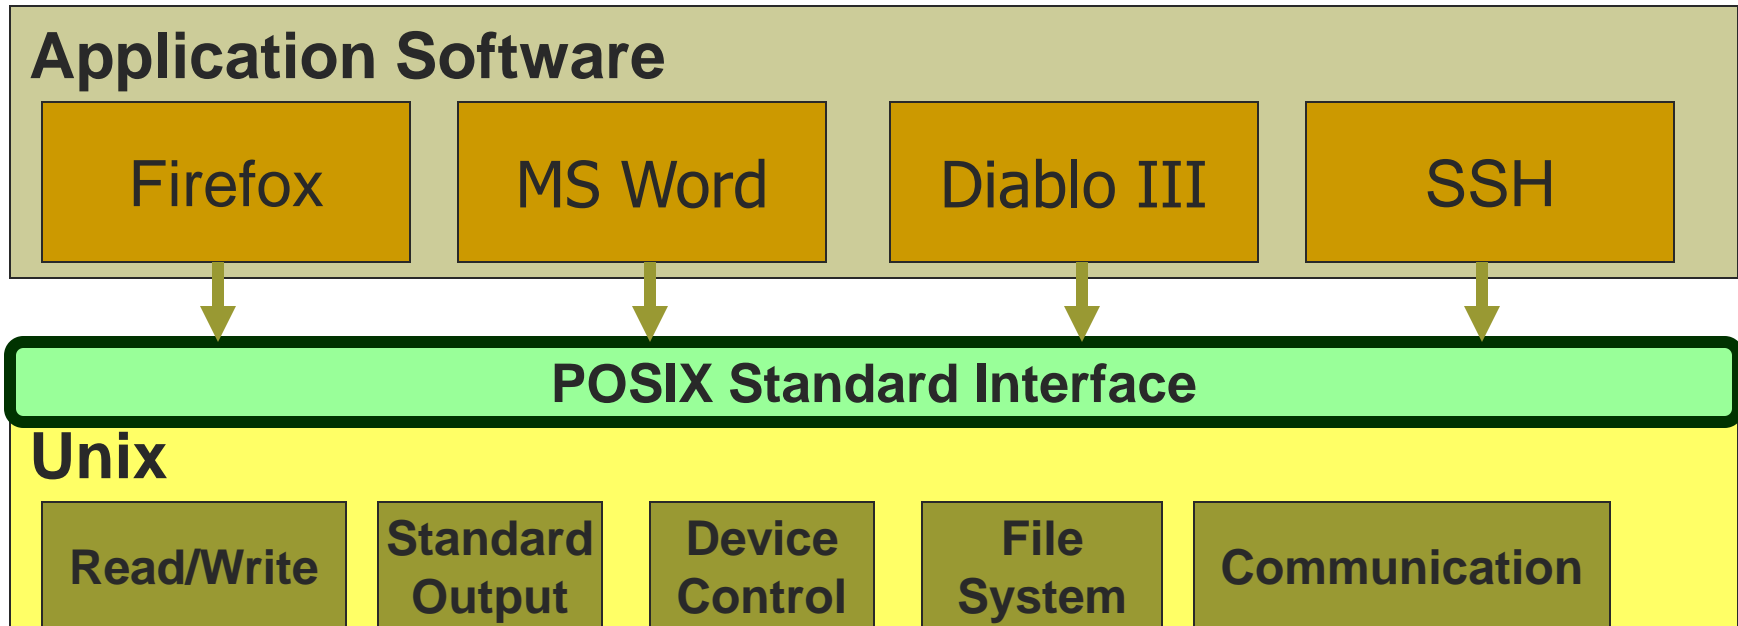 Application Software
Firefox
MS Word
Diablo III
SSH
POSIX Standard Interface
Unix
Read/Write
Standard
Output
Device
Control
File
System
Communication